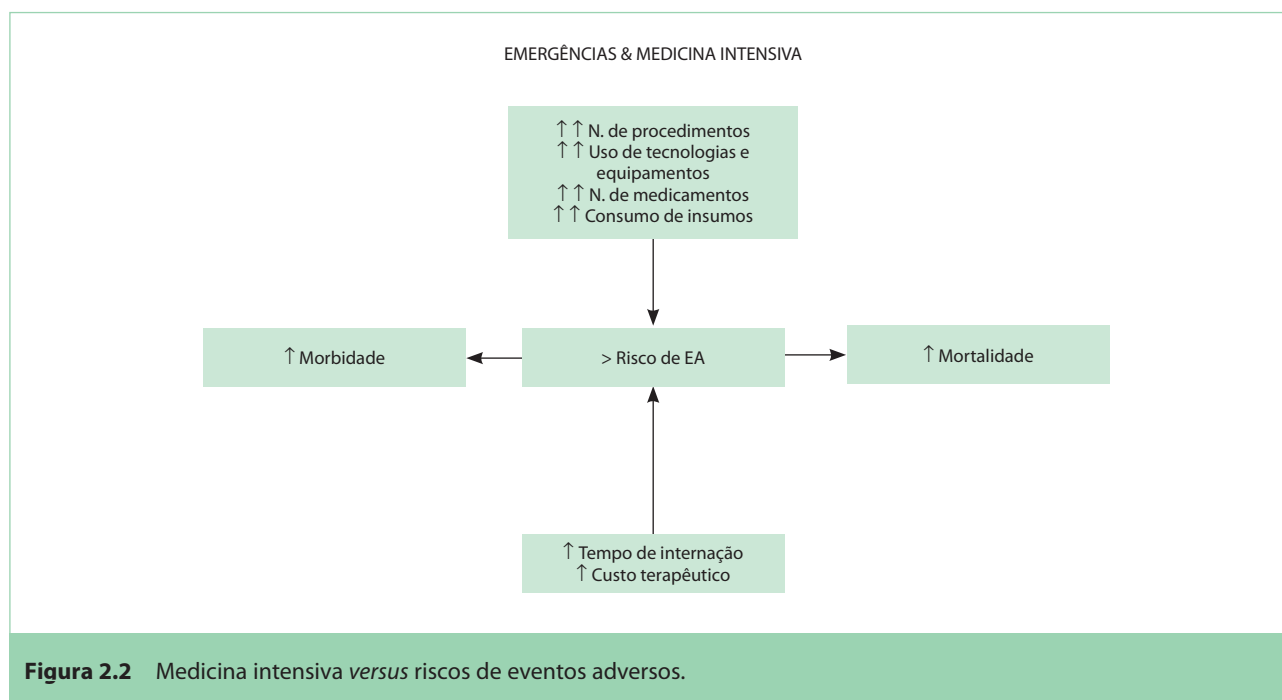 EMERGÊNCIAS & MEDICINA INTENSIVA
↑↑ N. de procedimentos
↑↑ Uso de tecnologias e
equipamentos
↑↑ N. de medicamentos
↑↑ Consumo de insumos
↑ Morbidade
> Risco de EA
↑ Mortalidade
↑ Tempo de internação
↑ Custo terapêutico
Figura 2.2 Medicina intensiva versus riscos de eventos adversos.